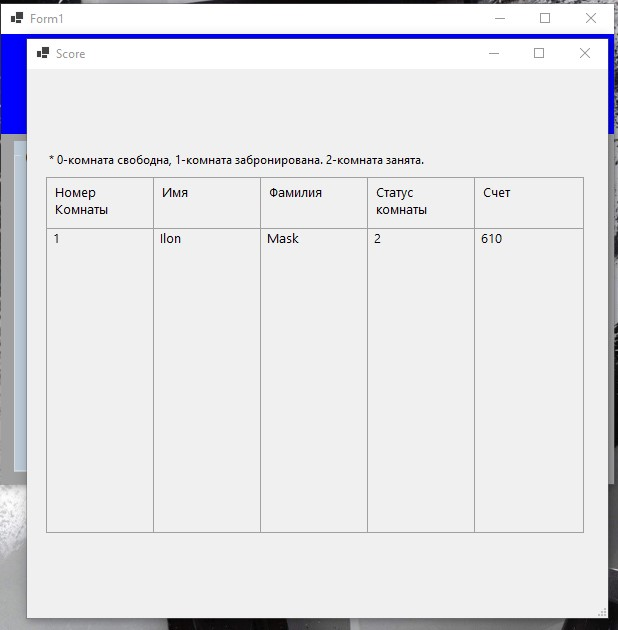 Form1
Score
* 0-комната свободна, 1-комната забронирована. 2-комната занята.
Номер Комнаты
Имя
Фамилия
Статус комнаты
Счет
1
Ilon
Mask
2
610